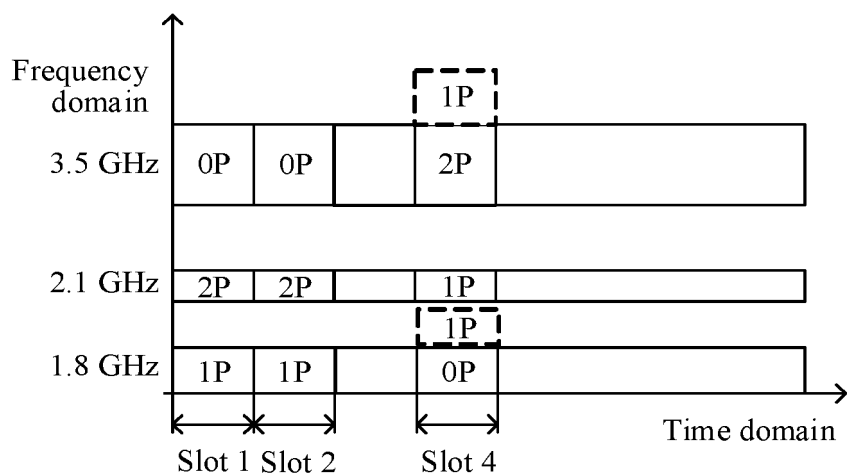 Frequency
domain
1P
3.5 GHz 0P 0P 2P
2.1 GHz 2P 2P 1P
1P
1.8 GHz 1P 1P 0P
Time domain
Slot 1 Slot 2 Slot 4